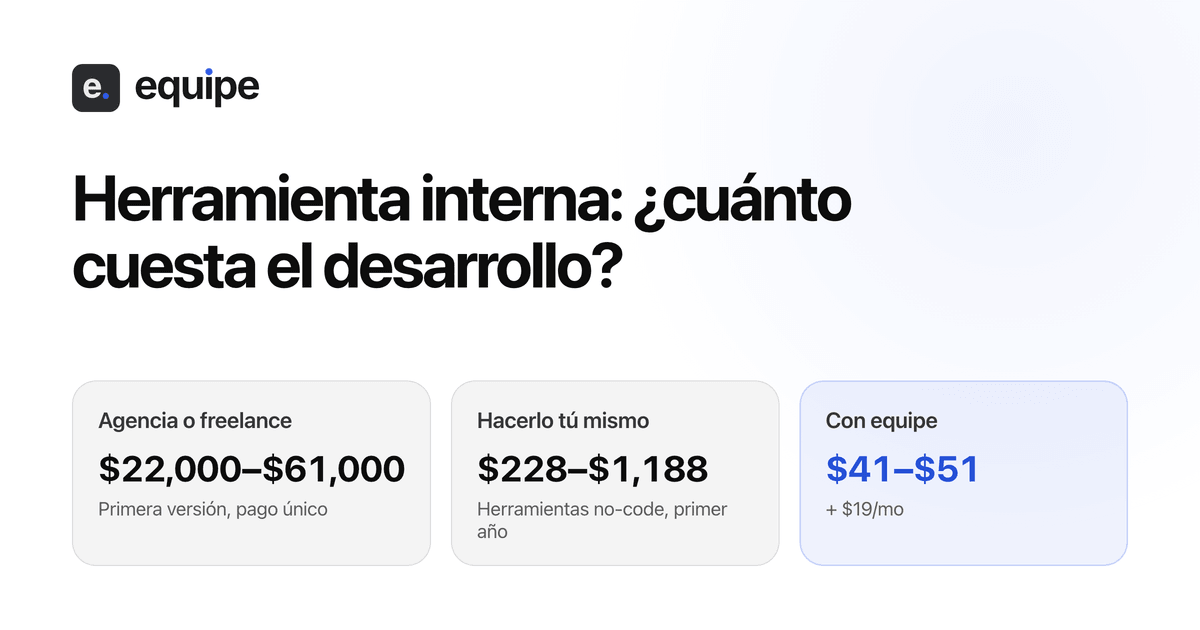 e.
equipe
Herramienta interna: ¿cuánto
cuesta el desarrollo?
Agencia o freelance
$22,000–$61,000
Primera versión, pago único
Hacerlo tú mismo
$228–$1,188
Herramientas no-code, primer
año
Con equipe
$41–$51
+ $19/mo